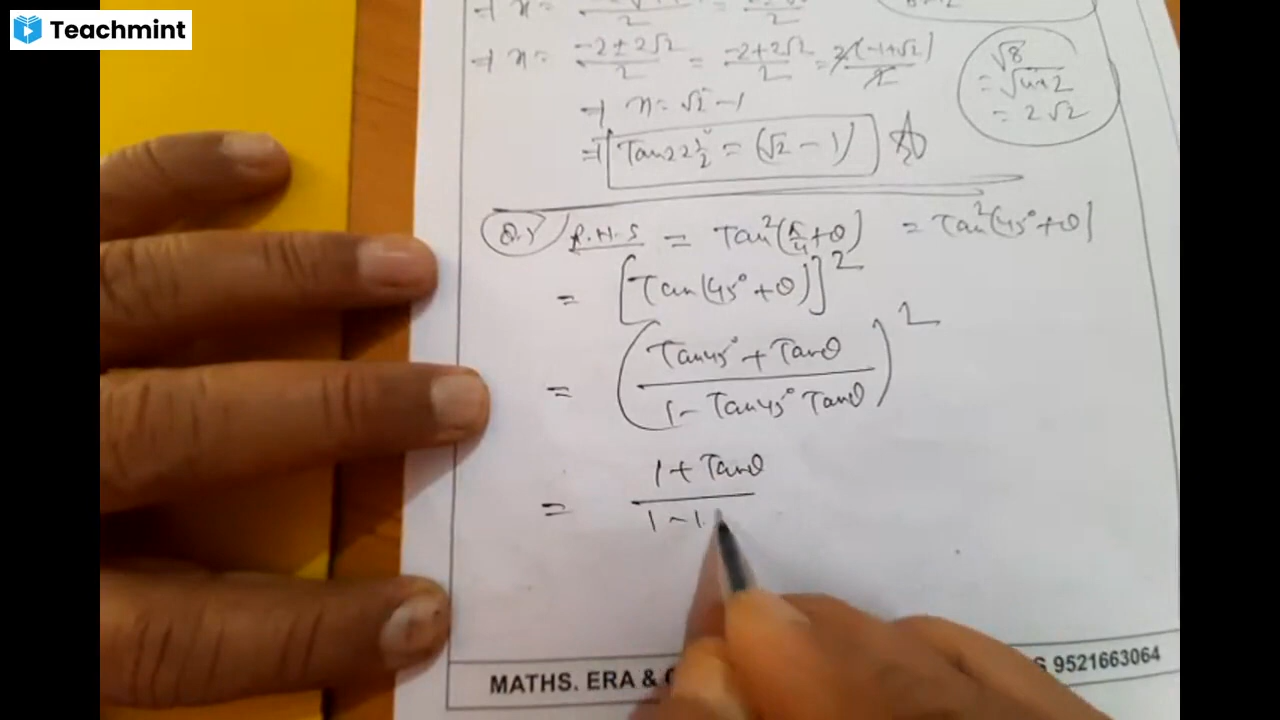 Teachmint
⇒ x = -2 ± 2√2 / 2 = -2 + 2√2 / 2 = 2(-1+√2) / 2
⇒ x = √2 - 1
⇒ Tan 22 1/2° = (√2 - 1)
√8
= √4×2
= 2√2
R.H.S = Tan²(π/4 + θ) = Tan²(45° + θ)
= [Tan(45° + θ)]²
= (Tan45° + Tanθ / 1 - Tan45° Tanθ)²
= 1 + Tanθ / 1 - 1.
MATHS. ERA &
9521663064